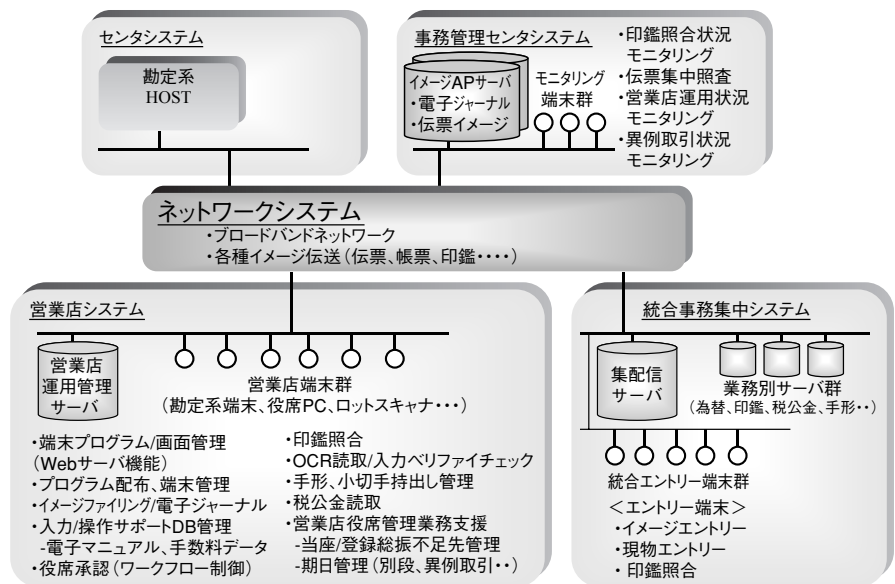 センタシステム
勘定系
HOST
事務管理センタシステム
イメージAPサーバ
・電子ジャーナル
・伝票イメージ
モニタリング
端末群
・印鑑照合状況
モニタリング
・伝票集中照査
・営業店運用状況
モニタリング
・異例取引状況
モニタリング
ネットワークシステム
・ブロードバンドネットワーク
・各種イメージ伝送(伝票、帳票、印鑑・・・・)
営業店システム
営業店
運用管理
サーバ
営業店端末群
(勘定系端末、役席PC、ロットスキャナ・・・)
・端末プログラム/画面管理
(Webサーバ機能)
・プログラム配布、端末管理
・イメージファイリング/電子ジャーナル
・入力/操作サポートDB管理
-電子マニュアル、手数料データ
・役席承認(ワークフロー制御)
・印鑑照合
・OCR読取/入力ベリファイチェック
・手形、小切手持出し管理
・税公金読取
・営業店役席管理業務支援
-当座/登録総振不足先管理
-期日管理(別段、異例取引・・)
統合事務集中システム
集配信
サーバ
業務別サーバ群
(為替、印鑑、税公金、手形・・)
統合エントリー端末群
<エントリー端末>
・イメージエントリー
・現物エントリー
・印鑑照合